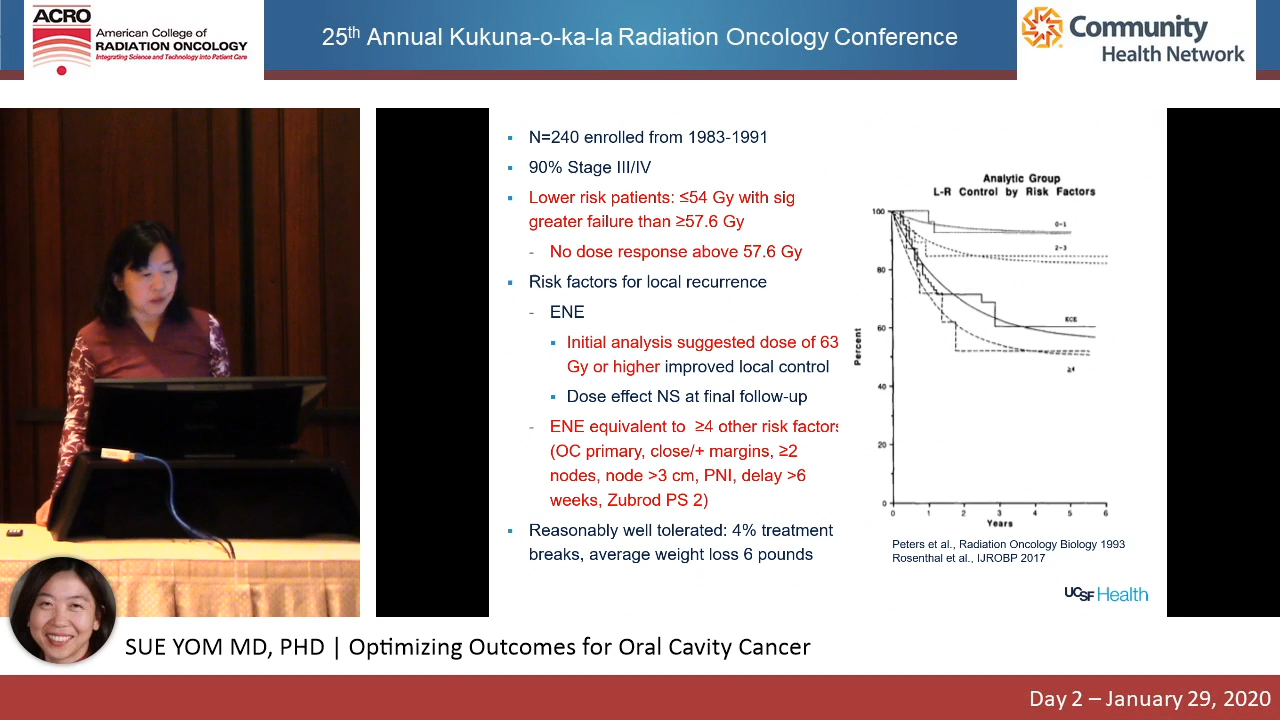 ACRO
American College of
RADIATION ONCOLOGY
Integrating Science and Technology Into Patient Care
25th Annual Kukuna-o-ka-la Radiation Oncology Conference
Community
Health Network
N=240 enrolled from 1983-1991
90% Stage III/IV
Lower risk patients: ≤54 Gy with sig
greater failure than ≥57.6 Gy
- No dose response above 57.6 Gy
Risk factors for local recurrence
- ENE
Initial analysis suggested dose of 63
Gy or higher improved local control
Dose effect NS at final follow-up
- ENE equivalent to ≥4 other risk factors
(OC primary, close/+ margins, ≥2
nodes, node >3 cm, PNI, delay >6
weeks, Zubrod PS 2)
Reasonably well tolerated: 4% treatment
breaks, average weight loss 6 pounds
Analytic Group
L-R Control by Risk Factors
100
80
60
40
20
0
Percent
0-1
2-3
ECE
≥4
0 1 2 3 4 5 6
Years
Peters et al., Radiation Oncology Biology 1993
Rosenthal et al., IJROBP 2017
UCSF Health
SUE YOM MD, PHD | Optimizing Outcomes for Oral Cavity Cancer
Day 2 – January 29, 2020